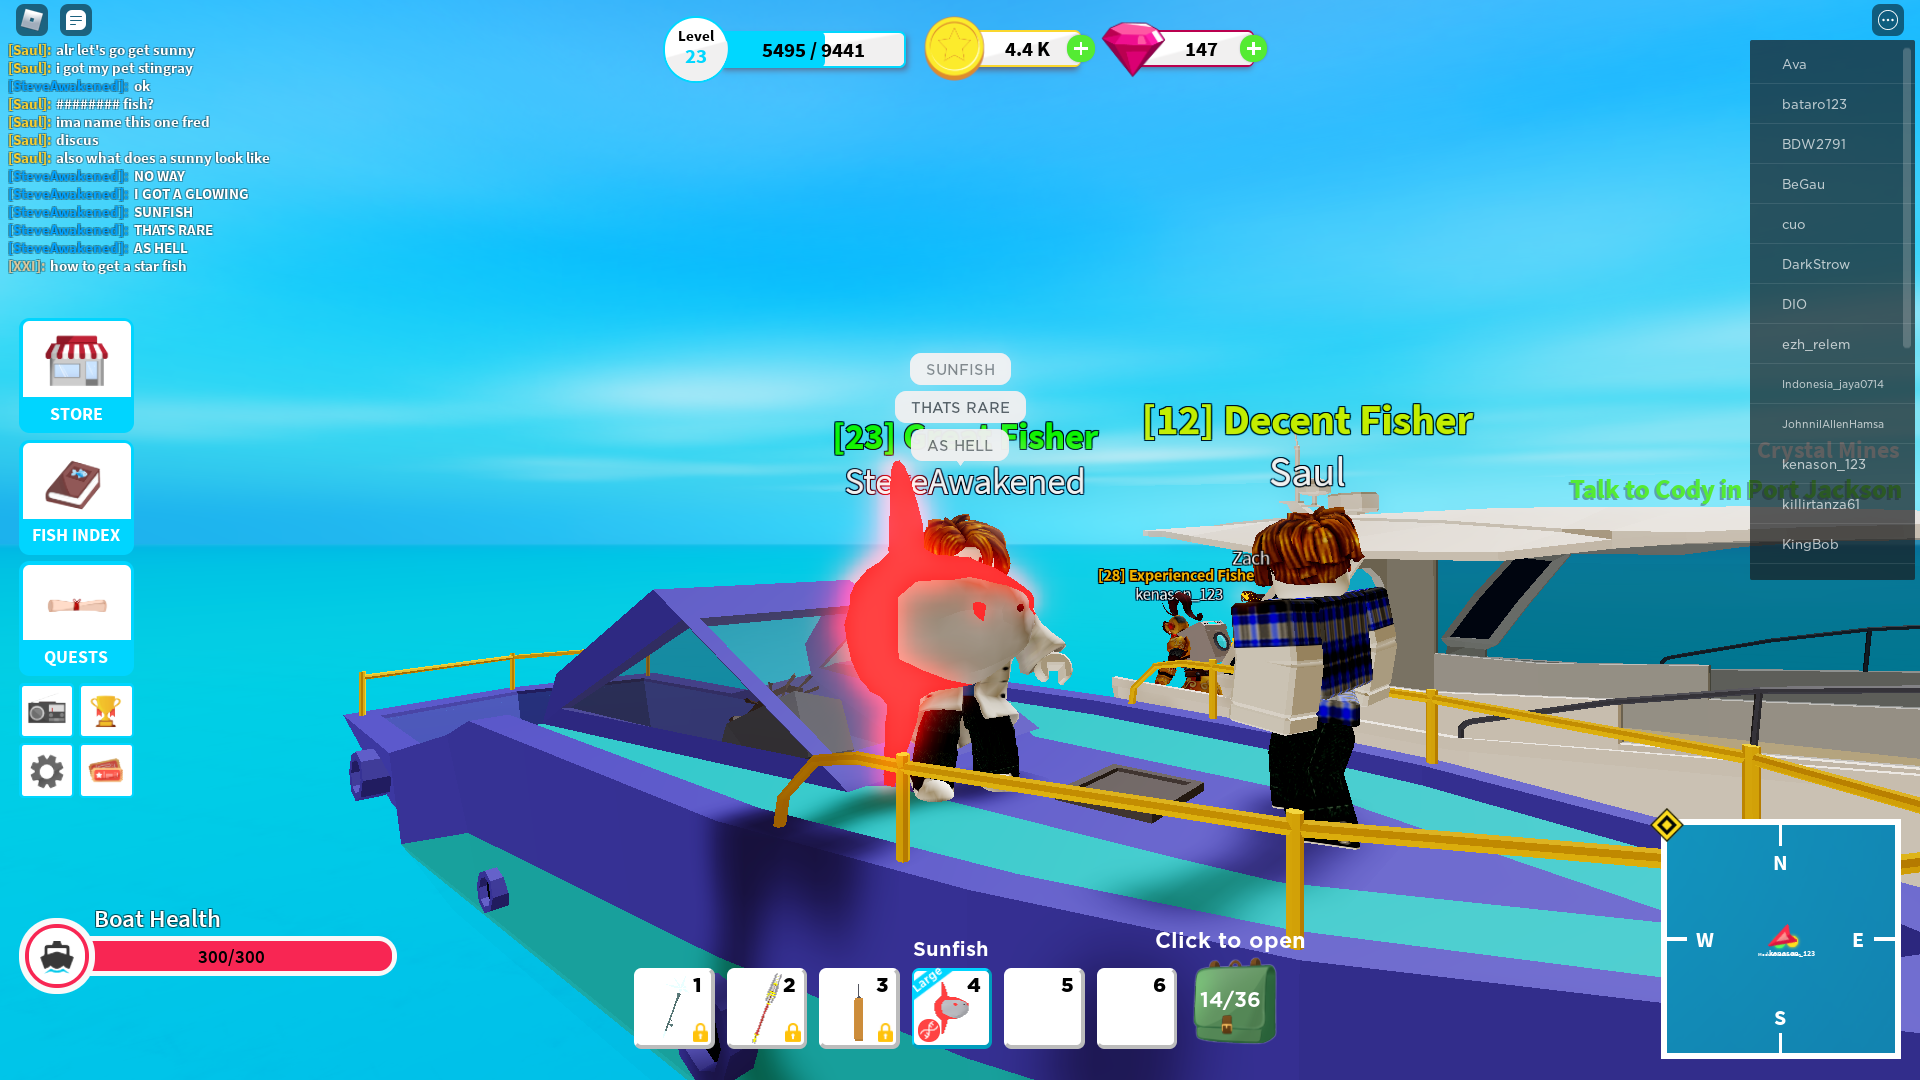 [Saul]: alr let's go get sunny
[Saul]: i got my pet stingray
[SteveAwakened]: ok
[Saul]: ######## fish?
[Saul]: ima name this one fred
[Saul]: discus
[Saul]: also what does a sunny look like
[SteveAwakened]: NO WAY
[SteveAwakened]: I GOT A GLOWING
[SteveAwakened]: SUNFISH
[SteveAwakened]: THATS RARE
[SteveAwakened]: AS HELL
[XXI]: how to get a star fish
Level
23
5495 / 9441
4.4 K
147
Ava
bataro123
BDW2791
BeGau
cuo
DarkStrow
DIO
ezh_relem
Indonesia_jaya0714
JohnnilAllenHamsa
kenason_123
killirtanza61
KingBob
Crystal Mines
Talk to Cody in Port Jackson
STORE
FISH INDEX
QUESTS
SUNFISH
THATS RARE
AS HELL
[23] Great Fisher
SteveAwakened
[12] Decent Fisher
Saul
Zach
[28] Experienced Fishe
kenason_123
Boat Health
300/300
Sunfish
Click to open
1
2
3
Large
4
5
6
14/36
N
W
E
S
kenason_123